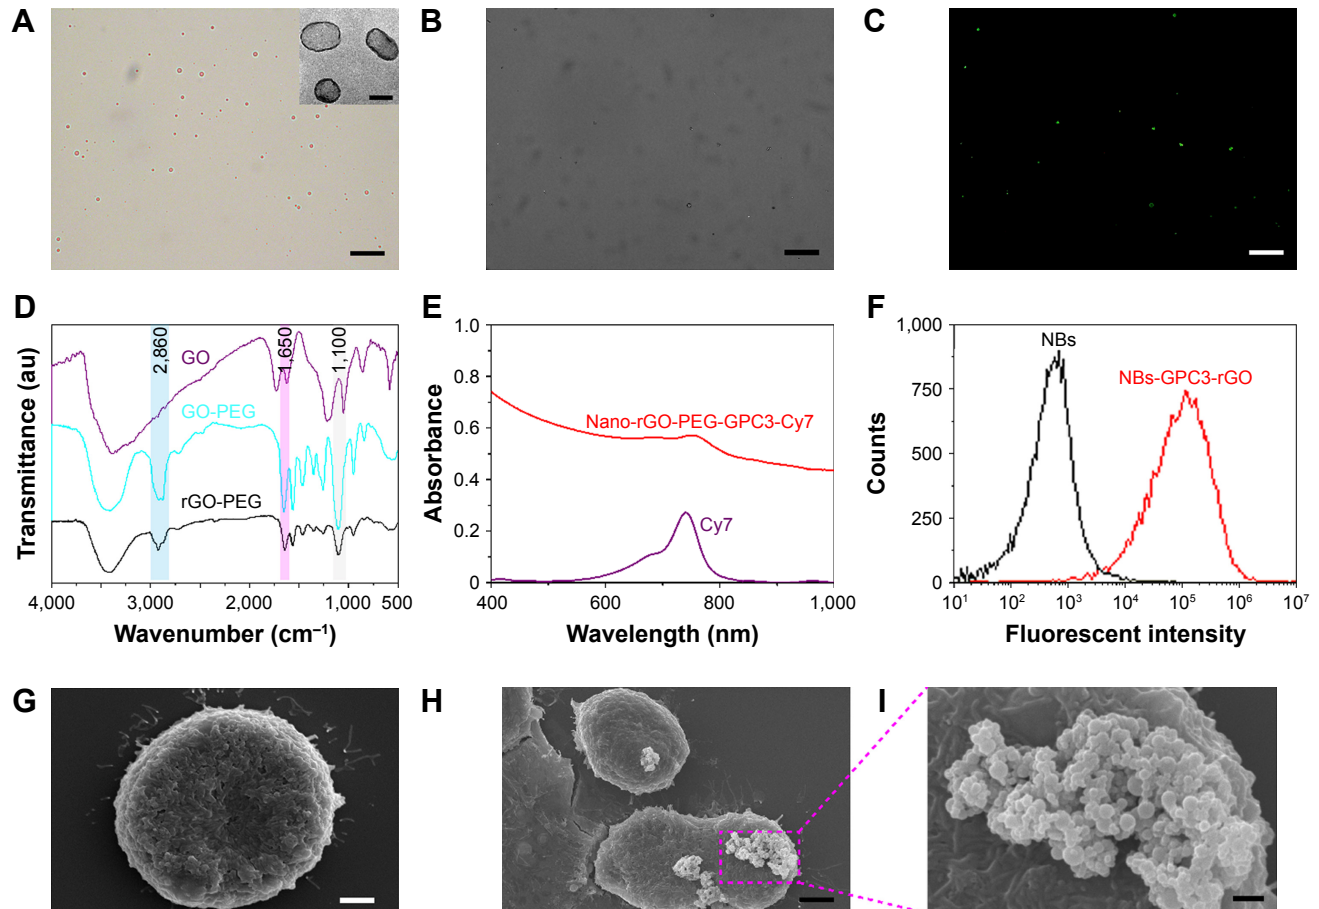 A
B
C
D
2,860
1,650
1,100
GO
GO-PEG
rGO-PEG
Transmittance (au)
4,000 3,000 2,000 1,000 500
Wavenumber (cm⁻¹)
E
1.0
0.8
0.6
0.4
0.2
0
Nano-rGO-PEG-GPC3-Cy7
Cy7
Absorbance
400 600 800 1,000
Wavelength (nm)
F
1,000
750
500
250
0
NBs
NBs-GPC3-rGO
Counts
10¹ 10² 10³ 10⁴ 10⁵ 10⁶ 10⁷
Fluorescent intensity
G
H
I